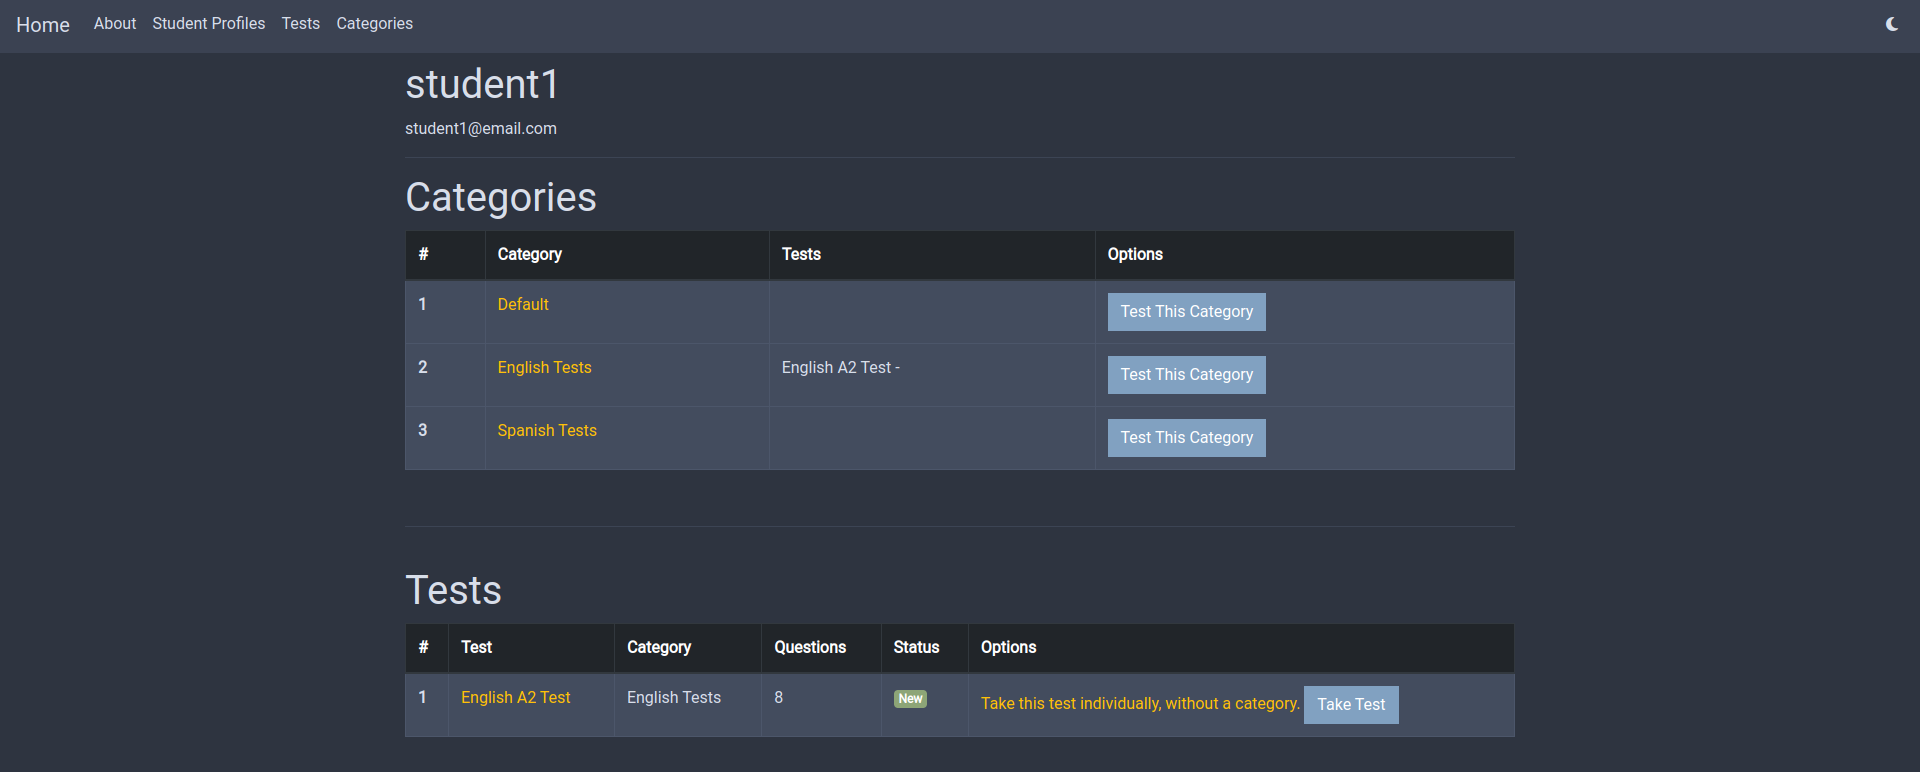 Home About Student Profiles Tests Categories
student1
student1@email.com
Categories
# Category Tests Options
1 Default Test This Category
2 English Tests English A2 Test - Test This Category
3 Spanish Tests Test This Category
Tests
# Test Category Questions Status Options
1 English A2 Test English Tests 8 New Take this test individually, without a category. Take Test